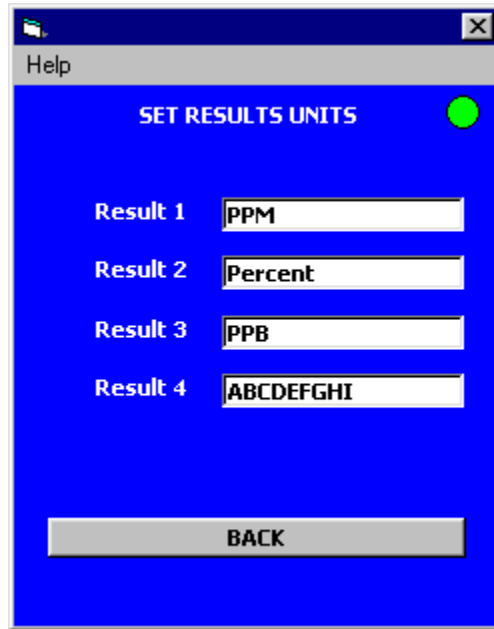 Help
SET RESULTS UNITS
Result 1 PPM
Result 2 Percent
Result 3 PPB
Result 4 ABCDEFGHI
BACK